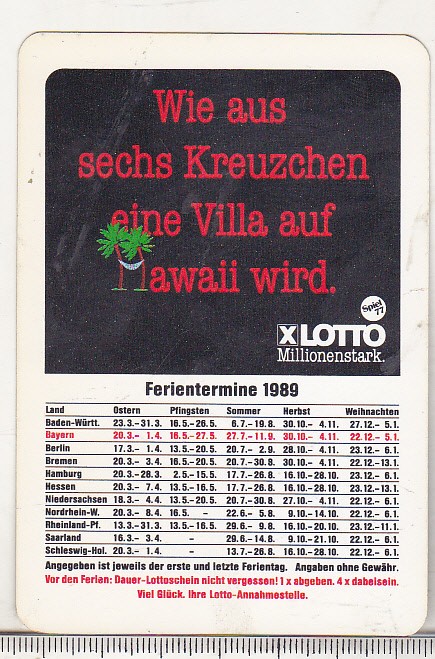 Wie aus
sechs Kreuzchen
eine Villa auf
Hawaii wird.
Spiel 77
X LOTTO
Millionenstark.
Ferientermine 1989
Land Ostern Pfingsten Sommer Herbst Weihnachten
Baden-Württ. 23.3.–31.3. 16.5.–26.5. 6.7.–19.8. 30.10.– 4.11. 27.12.– 5.1.
Bayern 20.3.– 1.4. 16.5.–27.5. 27.7.–11.9. 30.10.– 4.11. 22.12.– 5.1.
Berlin 17.3.– 1.4. 13.5.–20.5. 20.7.– 2.9. 28.10.– 4.11. 23.12.– 6.1.
Bremen 20.3.– 3.4. 16.5.–20.5. 20.7.–30.8. 30.10.– 4.11. 22.12.–13.1.
Hamburg 20.3.–28.3. 2.5.–15.5. 17.7.–26.8. 16.10.–28.10. 23.12.– 6.1.
Hessen 20.3.– 7.4. 13.5.–16.5. 17.7.–26.8. 16.10.–28.10. 23.12.–13.1.
Niedersachsen 18.3.– 4.4. 13.5.–20.5. 20.7.–30.8. 27.10.– 4.11. 22.12.– 6.1.
Nordrhein-W. 20.3.– 8.4. 16.5. – 22.6.– 5.8. 9.10.–14.10. 22.12.– 6.1.
Rheinland-Pf. 13.3.–31.3. 13.5.–16.5. 29.6.– 9.8. 16.10.–20.10. 23.12.–11.1.
Saarland 16.3.– 3.4. – 29.6.–14.8. 9.10.–21.10. 22.12.– 6.1.
Schleswig-Hol. 20.3.– 1.4. – 13.7.–26.8. 16.10.–28.10. 22.12.– 6.1.
Angegeben ist jeweils der erste und letzte Ferientag. Angaben ohne Gewähr.
Vor den Ferien: Dauer-Lottoschein nicht vergessen! 1 x abgeben. 4 x dabeisein.
Viel Glück. Ihre Lotto-Annahmestelle.